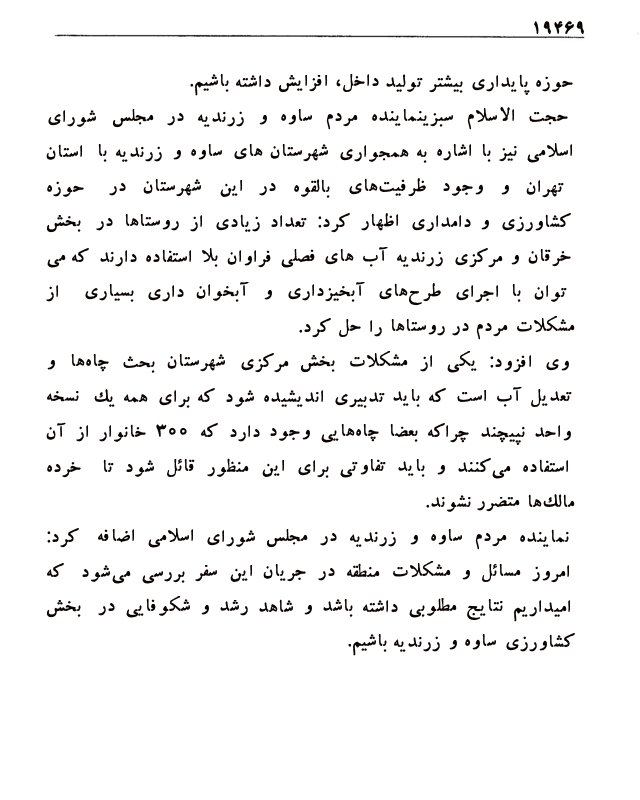 ۱۹۴۶۹
حوزه پایداری بیشتر تولید داخل، افزایش داشته باشیم.
حجت الاسلام سبزینماینده مردم ساوه و زرندیه در مجلس شورای
اسلامی نیز با اشاره به همجواری شهرستان های ساوه و زرندیه با استان
تهران و وجود ظرفیت‌های بالقوه در این شهرستان در حوزه
کشاورزی و دامداری اظهار کرد: تعداد زیادی از روستاها در بخش
خرقان و مرکزی زرندیه آب های فصلی فراوان بلا استفاده دارند که می
توان با اجرای طرح‌های آبخیزداری و آبخوان داری بسیاری از
مشکلات مردم در روستاها را حل کرد.
وی افزود: یکی از مشکلات بخش مرکزی شهرستان بحث چاه‌ها و
تعدیل آب است که باید تدبیری اندیشیده شود که برای همه یك نسخه
واحد نپیچند چراکه بعضا چاه‌هایی وجود دارد که ۳۰۰ خانوار از آن
استفاده می‌کنند و باید تفاوتی برای این منظور قائل شود تا خرده
مالك‌ها متضرر نشوند.
نماینده مردم ساوه و زرندیه در مجلس شورای اسلامی اضافه کرد:
امروز مسائل و مشکلات منطقه در جریان این سفر بررسی می‌شود که
امیداریم نتایج مطلوبی داشته باشد و شاهد رشد و شکوفایی در بخش
کشاورزی ساوه و زرندیه باشیم.